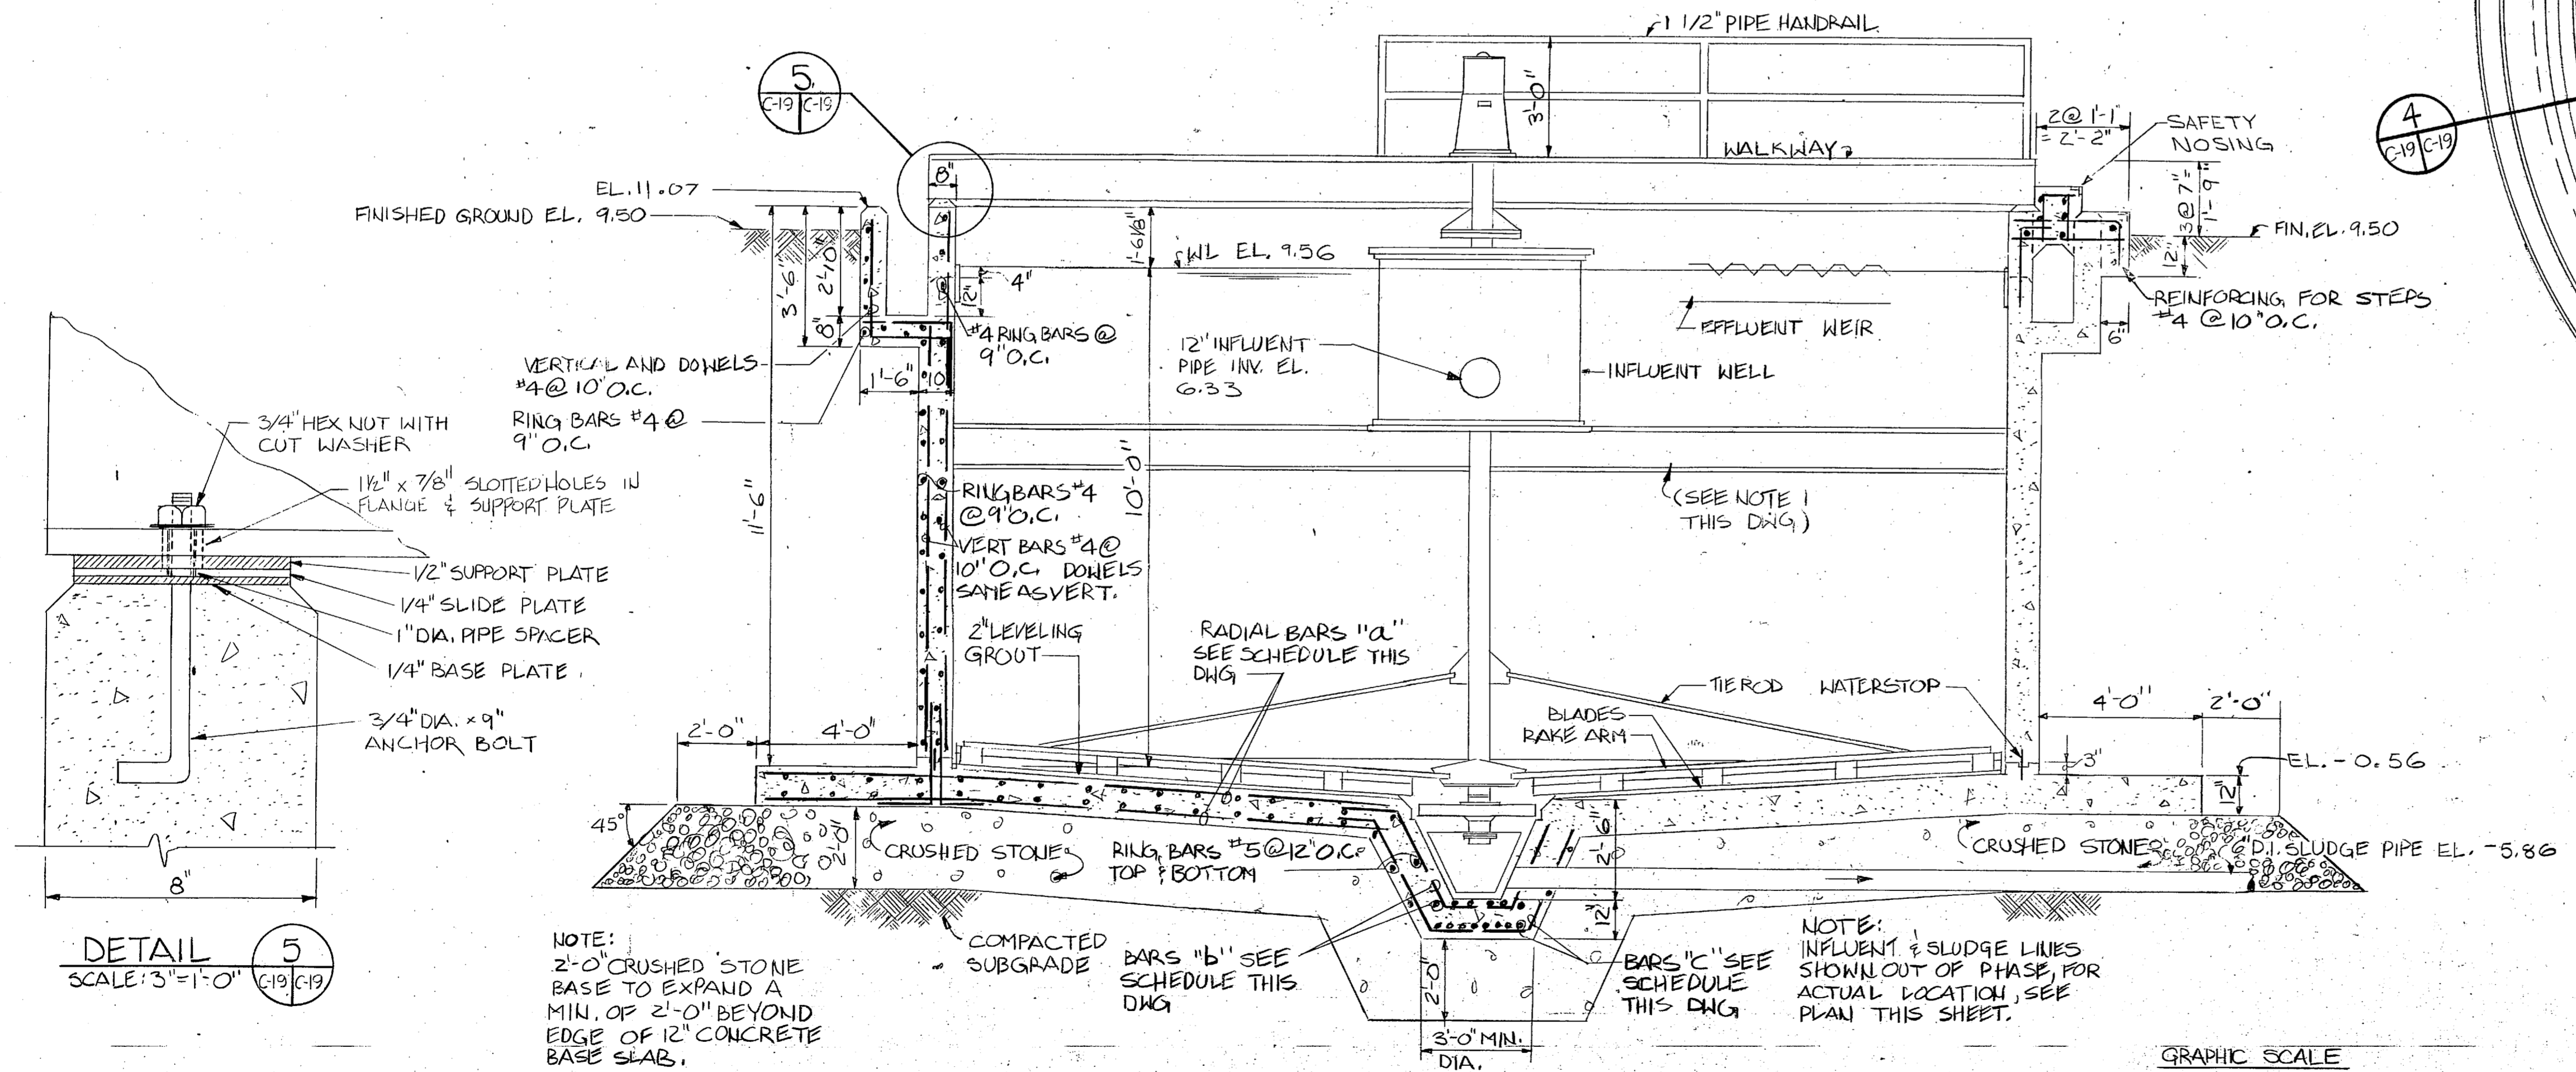 1 1/2" PIPE HANDRAIL
5
C-19 C-19
3'-0"
2 @ 1'-1"
= 2'-2"
SAFETY
NOSING
4
C-19 C-19
WALKWAY
8"
EL. 11.07
FINISHED GROUND EL. 9.50
3 @ 7"=
1'-9"
FIN. EL. 9.50
1'-6 1/8"
WL EL. 9.56
3'-6"
2'-10"
8"
4"
12"
12"
REINFORCING FOR STEPS
#4 @ 10" O.C.
6"
#4 RING BARS @
9" O.C.
EFFLUENT WEIR
12" INFLUENT
PIPE INV. EL.
6.33
INFLUENT WELL
VERTICAL AND DOWELS
#4 @ 10" O.C.
1'-6"
10
RING BARS #4 @
9" O.C.
3/4" HEX NUT WITH
CUT WASHER
1 1/2" x 7/8" SLOTTED HOLES IN
FLANGE & SUPPORT PLATE
11'-6"
10'-0"
RING BARS #4
@ 9" O.C.
VERT BARS #4 @
10" O.C. DOWELS
SAME AS VERT.
(SEE NOTE 1
THIS DWG)
1/2" SUPPORT PLATE
1/4" SLIDE PLATE
1" DIA. PIPE SPACER
1/4" BASE PLATE
3/4" DIA. x 9"
ANCHOR BOLT
2" LEVELING
GROUT
RADIAL BARS "a"
SEE SCHEDULE THIS
DWG
TIE ROD
WATERSTOP
BLADES
RAKE ARM
2'-0"
4'-0"
4'-0"
2'-0"
3"
EL. -0.56
12"
45°
2'-0"
CRUSHED STONE
RING BARS #5 @ 12" O.C.
TOP & BOTTOM
2'-6"
CRUSHED STONE
6" D.I. SLUDGE PIPE EL. -5.86
12"
8"
DETAIL 5
SCALE: 3"=1'-0" C-19 C-19
NOTE:
2'-0" CRUSHED STONE
BASE TO EXPAND A
MIN. OF 2'-0" BEYOND
EDGE OF 12" CONCRETE
BASE SLAB.
COMPACTED
SUBGRADE
BARS "b" SEE
SCHEDULE THIS
DWG
2'-0"
3'-0" MIN.
DIA.
BARS "C" SEE
SCHEDULE
THIS DWG
NOTE:
INFLUENT & SLUDGE LINES
SHOWN OUT OF PHASE, FOR
ACTUAL LOCATION, SEE
PLAN THIS SHEET.
GRAPHIC SCALE